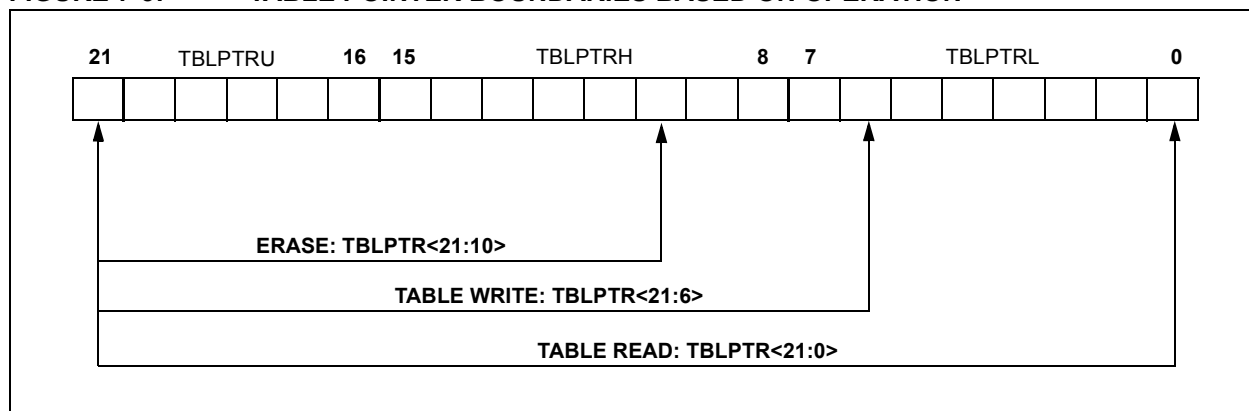 21 TBLPTRU 16 15 TBLPTRH 8 7 TBLPTRL 0
ERASE: TBLPTR<21:10>
TABLE WRITE: TBLPTR<21:6>
TABLE READ: TBLPTR<21:0>